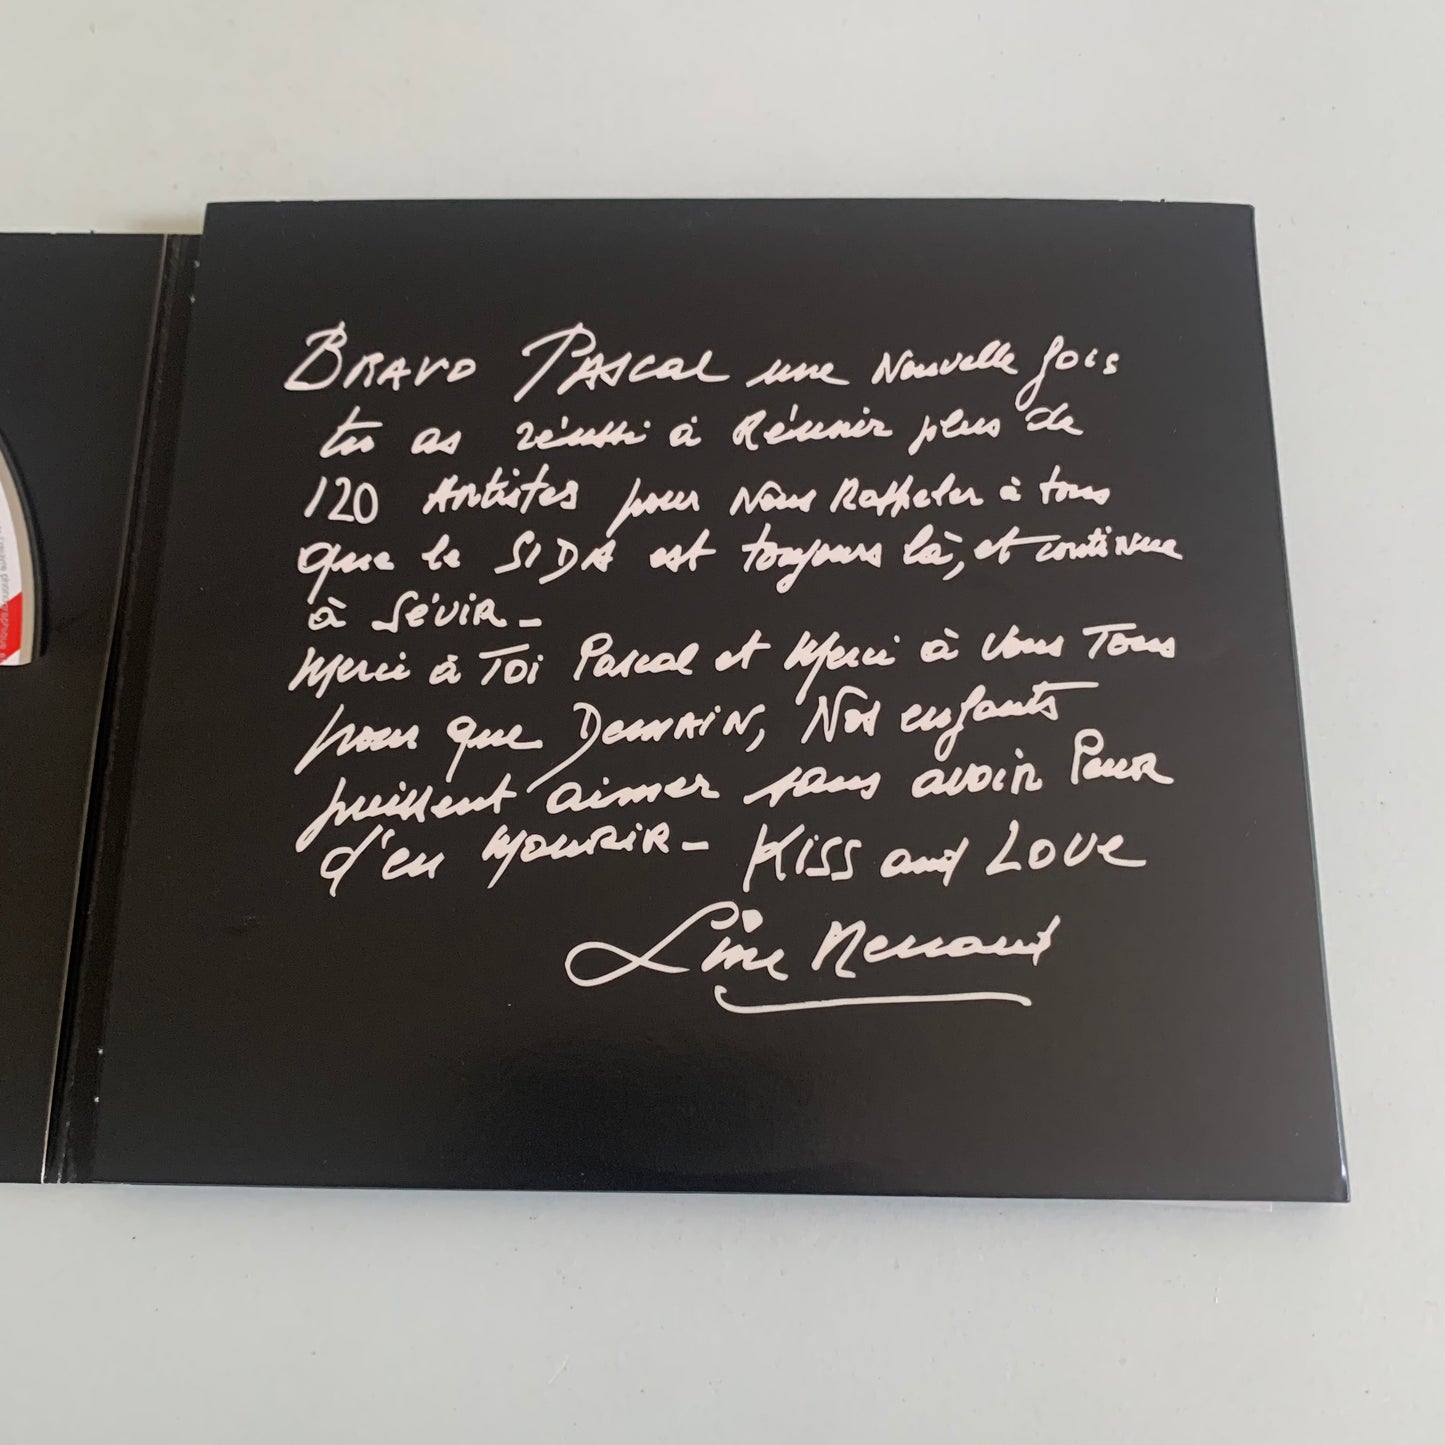 BRAVO PASCAL une Nouvelle fois
tu as réussi à Réunir plus de
120 Artistes pour Nous Rappeler à tous
que le SIDA est toujours là, et continue
à Sévir_
Merci à Toi Pascal et Merci à Vous Tous
pour que DEMAIN, Nos enfants
puissent aimer sans avoir Peur
d'en MOURIR_ KISS and LOVE
Line Renaud